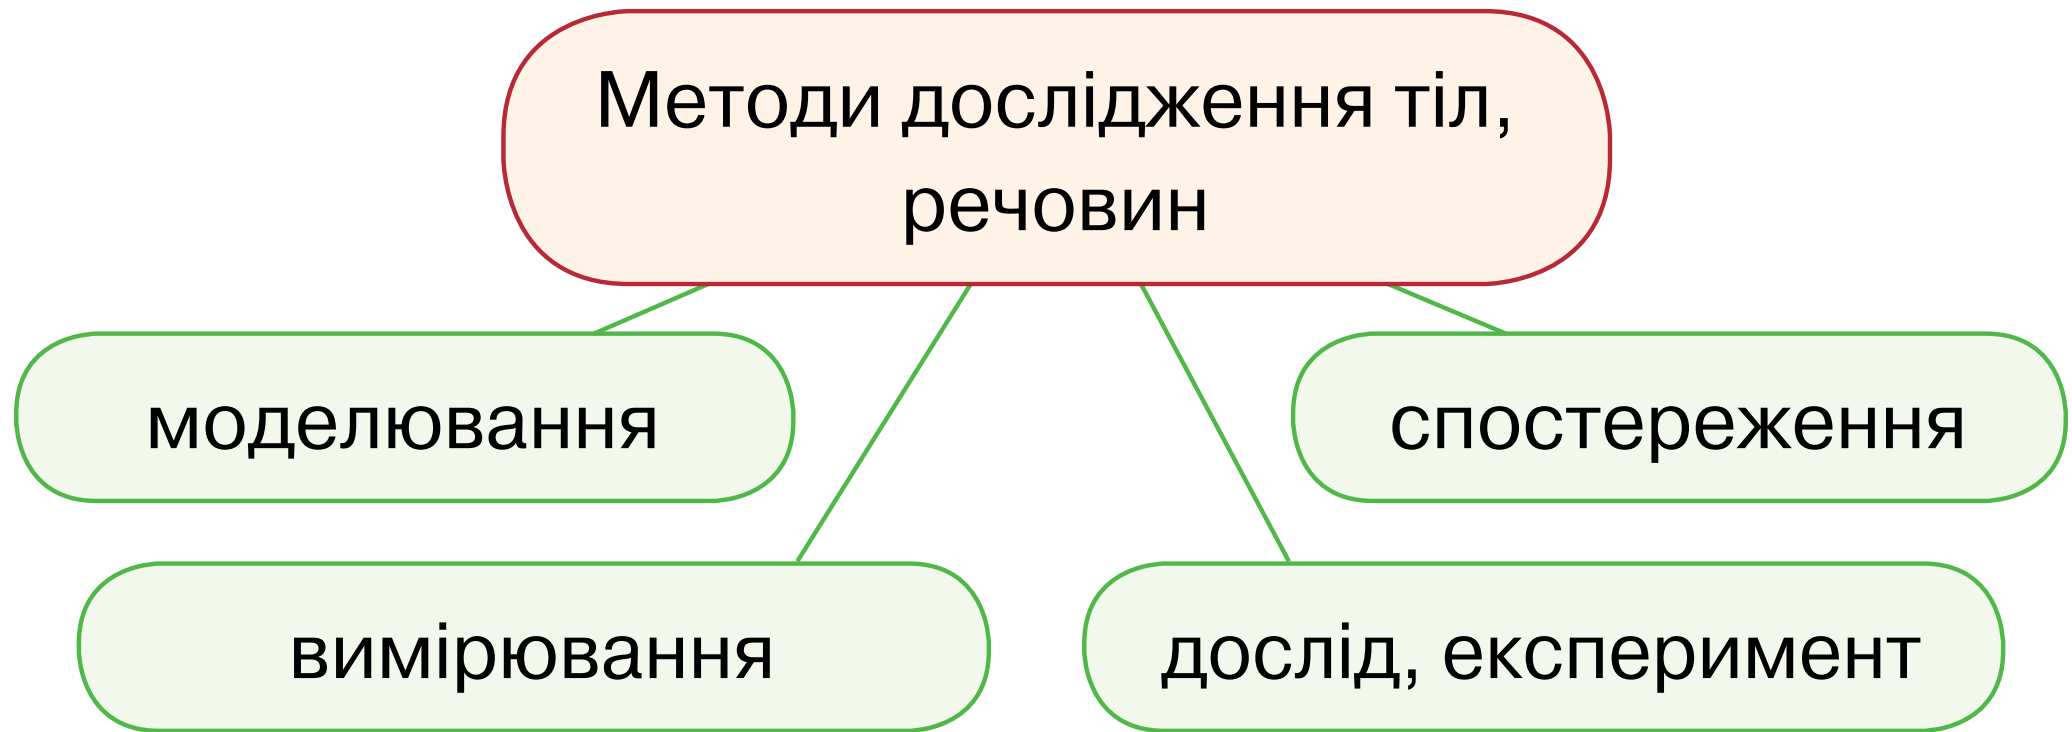 Методи дослідження тіл,
речовин
моделювання
спостереження
вимірювання
дослід, експеримент